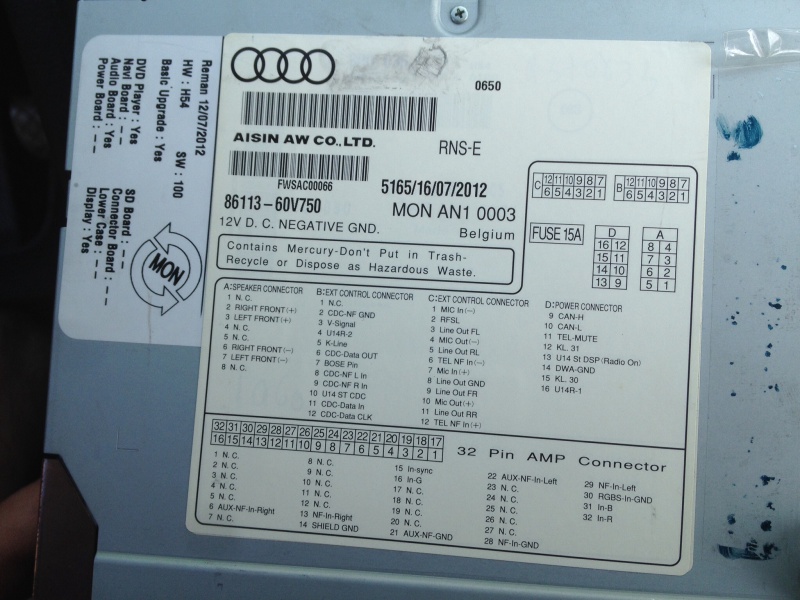 Reman 12/07/2012
HW : H54 SW : 100
Basic Upgrade : Yes
DVD Player : Yes SD Board : --
Navi Board : -- Connector Board : --
Audio Board : Yes Lower Case : --
Power Board : -- Display : Yes
MON
0650
AISIN AW CO.,LTD.
RNS-E
FWSAC00066
5165/16/07/2012
86113-60V750
MON AN1 0003
12V D. C. NEGATIVE GND.
Belgium
Contains Mercury-Don't Put in Trash-
Recycle or Dispose as Hazardous Waste.
C 12 11 10 9 8 7
6 5 4 3 2 1
B 12 11 10 9 8 7
6 5 4 3 2 1
FUSE 15A
D
16 12
15 11
14 10
13 9
A
8 4
7 3
6 2
5 1
A:SPEAKER CONNECTOR
1 N. C.
2 RIGHT FRONT(+)
3 LEFT FRONT(+)
4 N. C.
5 N. C.
6 RIGHT FRONT(−)
7 LEFT FRONT(−)
8 N. C.
B:EXT CONTROL CONNECTOR
1 N. C.
2 CDC-NF GND
3 V-Signal
4 U14R-2
5 K-Line
6 CDC-Data OUT
7 BOSE Pin
8 CDC-NF L In
9 CDC-NF R In
10 U14 ST CDC
11 CDC-Data In
12 CDC-Data CLK
C:EXT CONTROL CONNECTOR
1 MIC In(−)
2 RFSL
3 Line Out FL
4 MIC Out(−)
5 Line Out RL
6 TEL NF In(−)
7 Mic In(+)
8 Line Out GND
9 Line Out FR
10 Mic Out(+)
11 Line Out RR
12 TEL NF In(+)
D:POWER CONNECTOR
9 CAN-H
10 CAN-L
11 TEL-MUTE
12 KL. 31
13 U14 St DSP (Radio On)
14 DWA-GND
15 KL. 30
16 U14R-1
32 31 30 29 28 27 26 25 24 23 22 21 20 19 18 17
16 15 14 13 12 11 10 9 8 7 6 5 4 3 2 1
32 Pin AMP Connector
1 N. C.
2 N. C.
3 N. C.
4 N. C.
5 N. C.
6 AUX-NF-In-Right
7 N. C.
8 N. C.
9 N. C.
10 N. C.
11 N. C.
12 N. C.
13 NF-In-Right
14 SHIELD GND
15 In-sync
16 In-G
17 N. C.
18 N. C.
19 N. C.
20 N. C.
21 AUX-NF-GND
22 AUX-NF-In-Left
23 N. C.
24 N. C.
25 N. C.
26 N. C.
27 N. C.
28 NF-In-GND
29 NF-In-Left
30 RGBS-In-GND
31 In-B
32 In-R